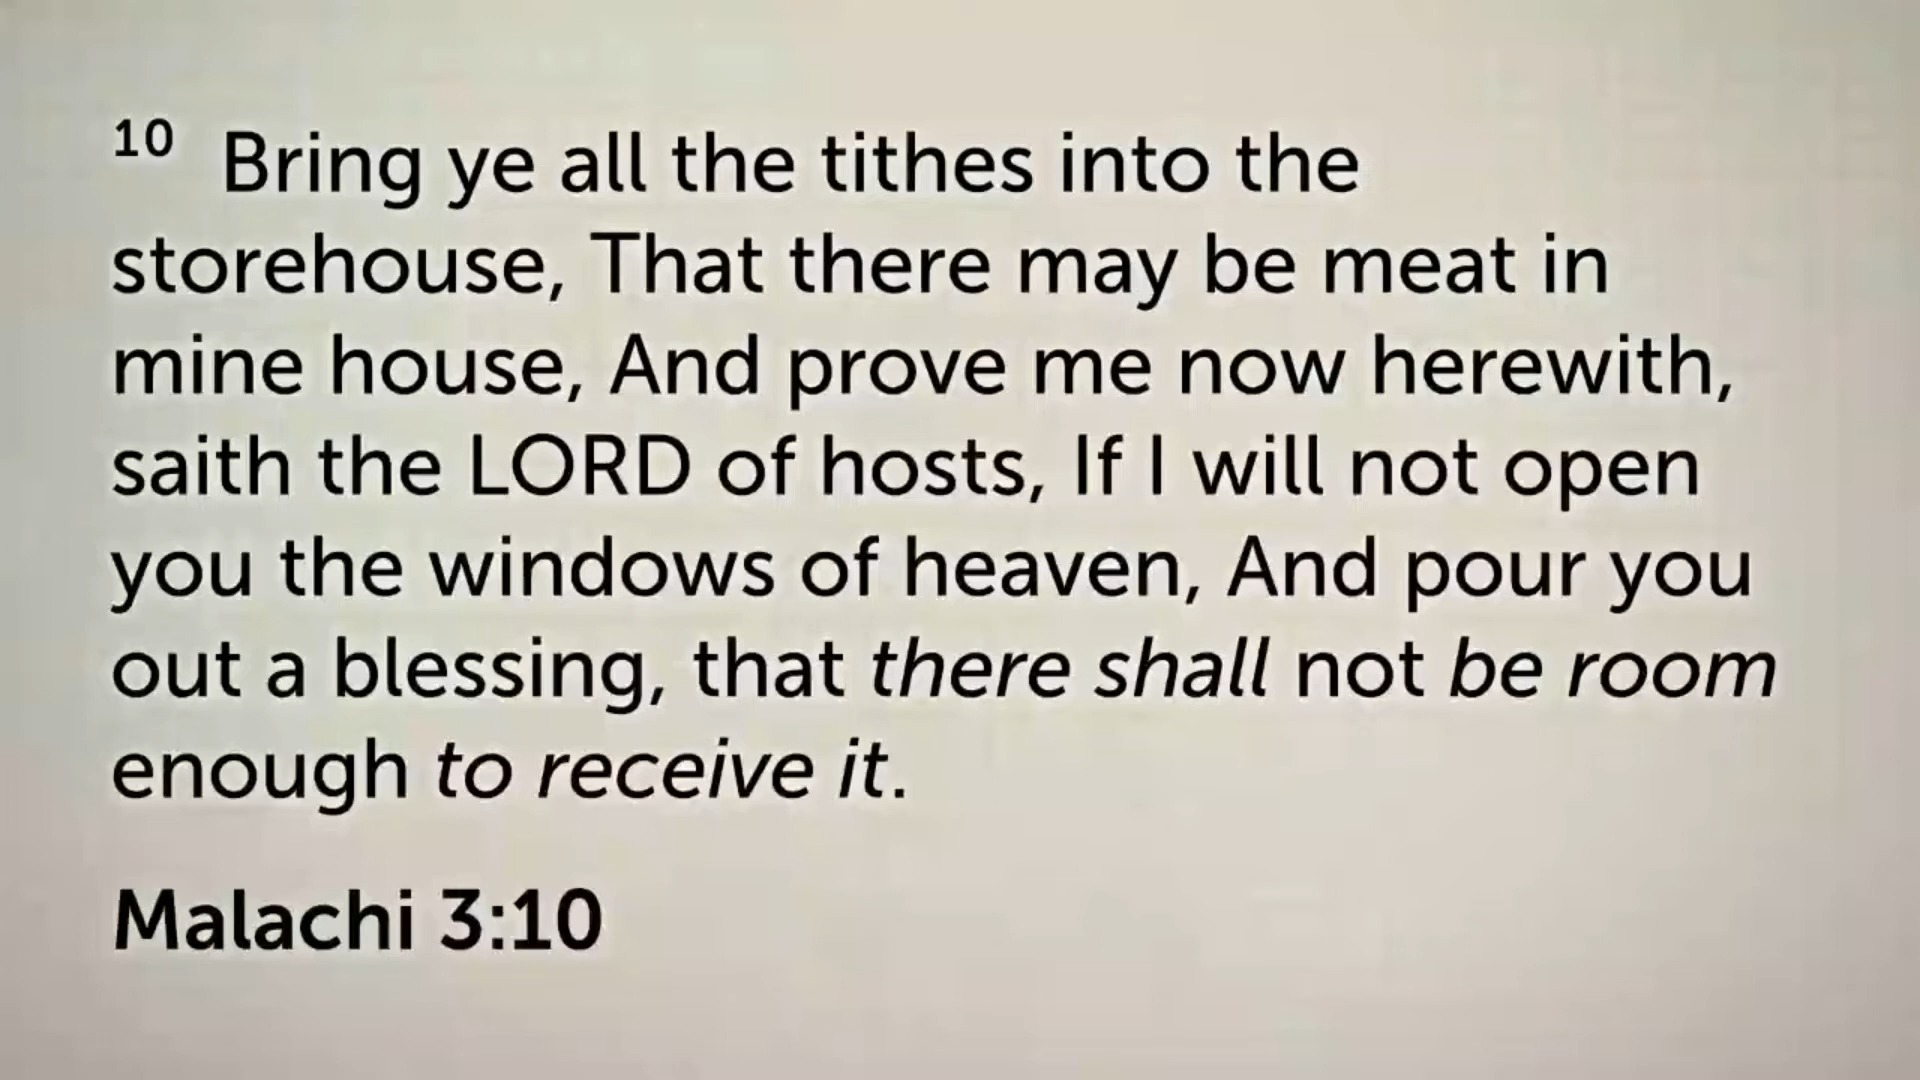 10 Bring ye all the tithes into the
storehouse, That there may be meat in
mine house, And prove me now herewith,
saith the LORD of hosts, If I will not open
you the windows of heaven, And pour you
out a blessing, that there shall not be room
enough to receive it.
Malachi 3:10